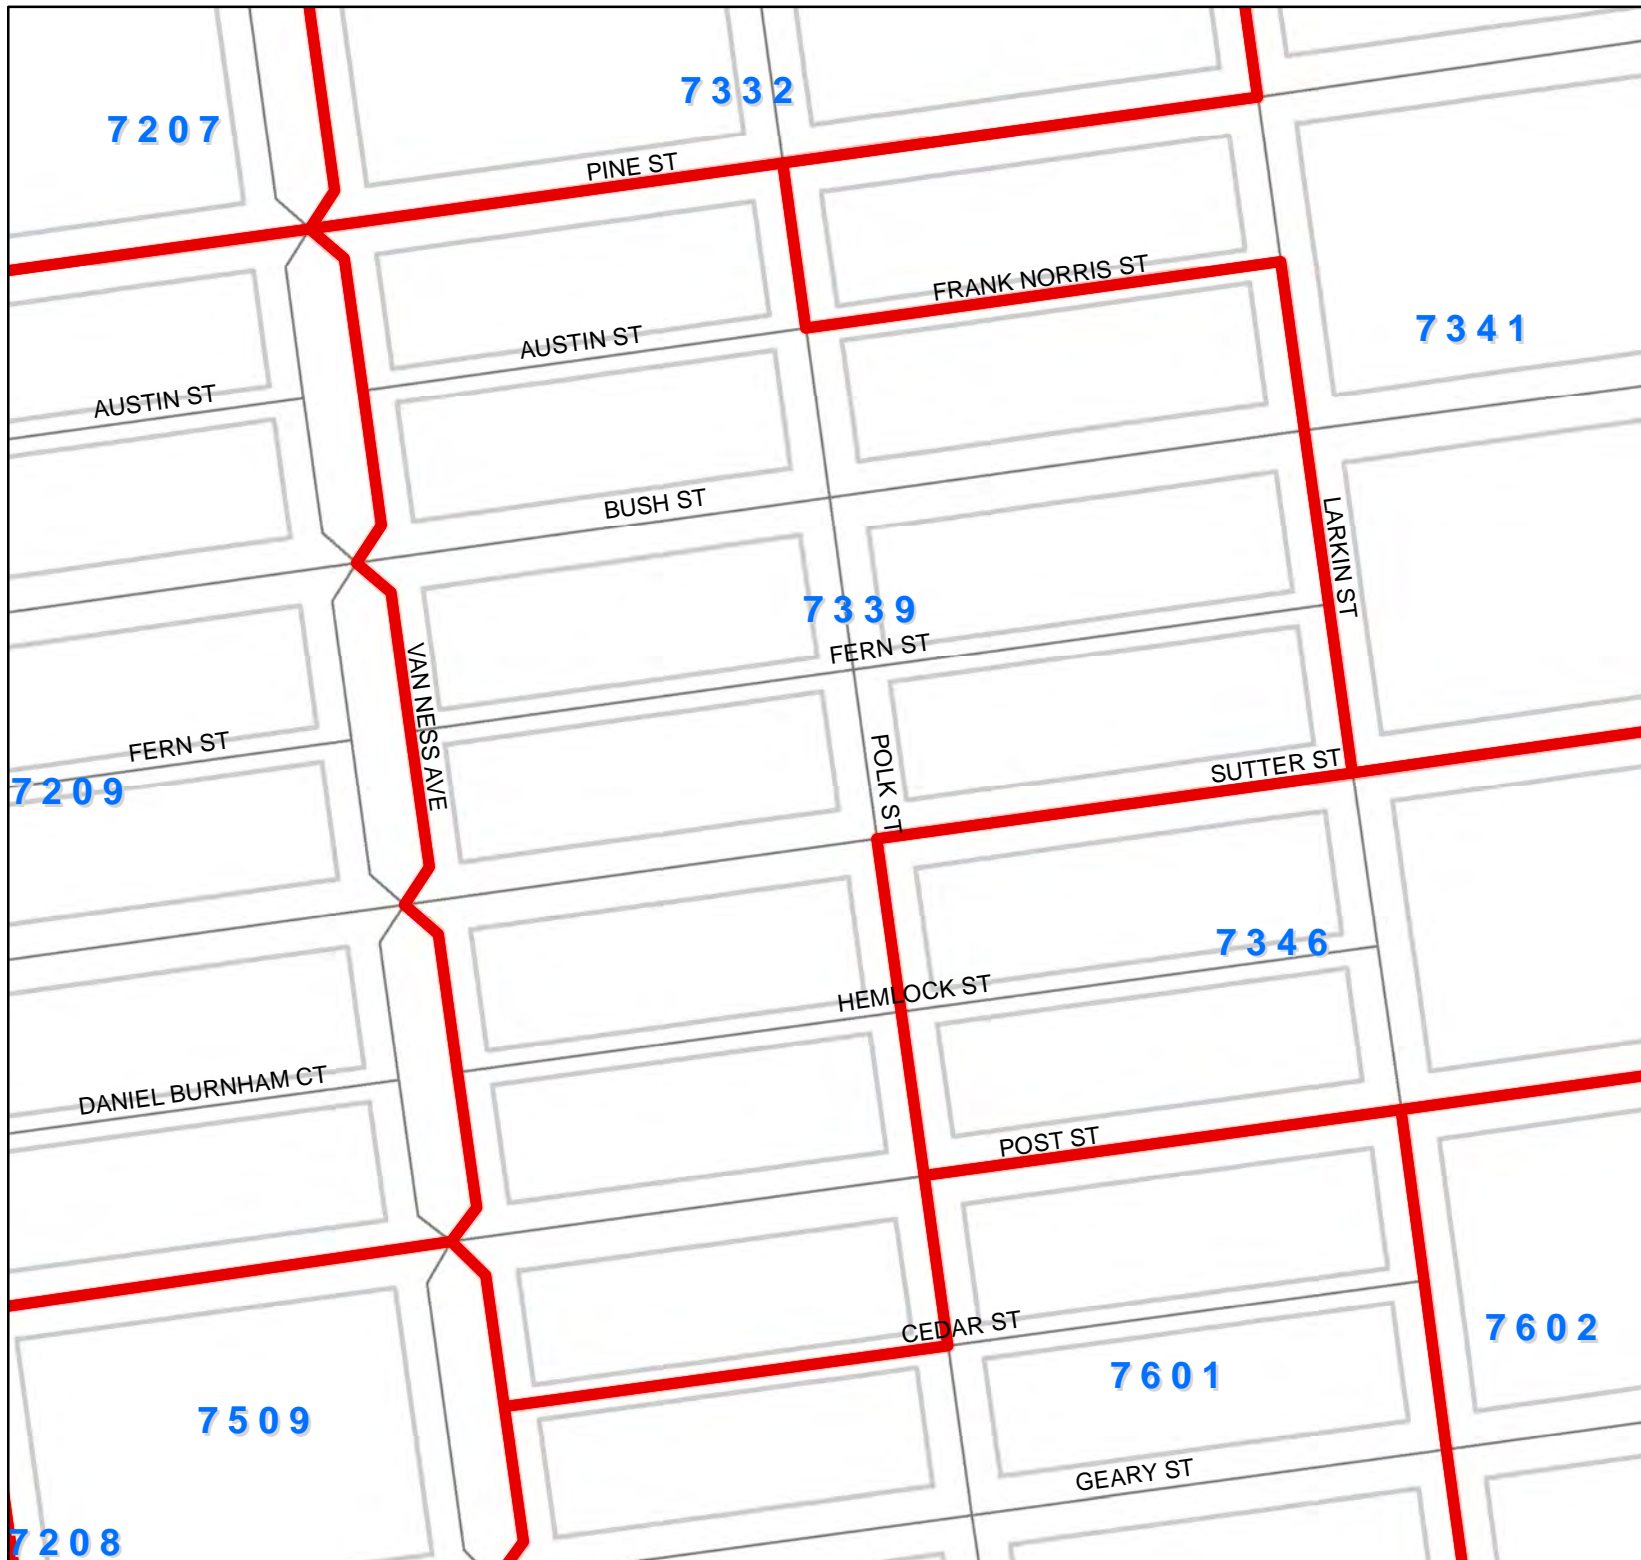 7332
7207
PINE ST
FRANK NORRIS ST
7341
AUSTIN ST
AUSTIN ST
BUSH ST
LARKIN ST
7339
FERN ST
VAN NESS AVE
FERN ST
POLK ST
SUTTER ST
7209
7346
HEMLOCK ST
DANIEL BURNHAM CT
POST ST
CEDAR ST
7602
7601
7509
GEARY ST
7208